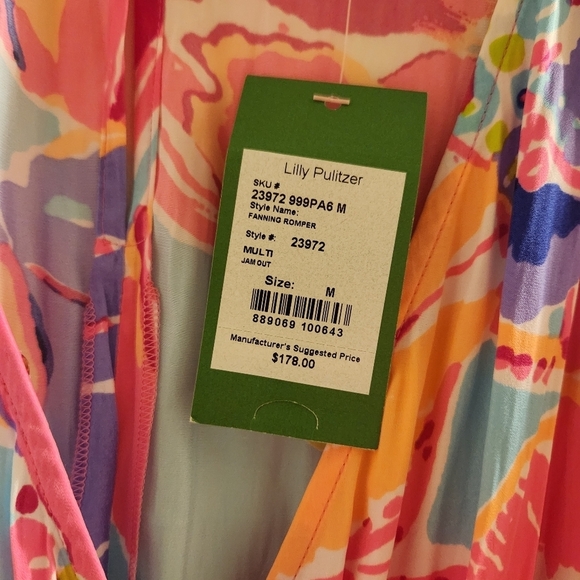 Lilly Pulitzer
SKU #
23972 999PA6 M
Style Name:
FANNING ROMPER
Style #: 23972
MULTI
JAM OUT
Size: M
889069 100643
Manufacturer's Suggested Price
$178.00